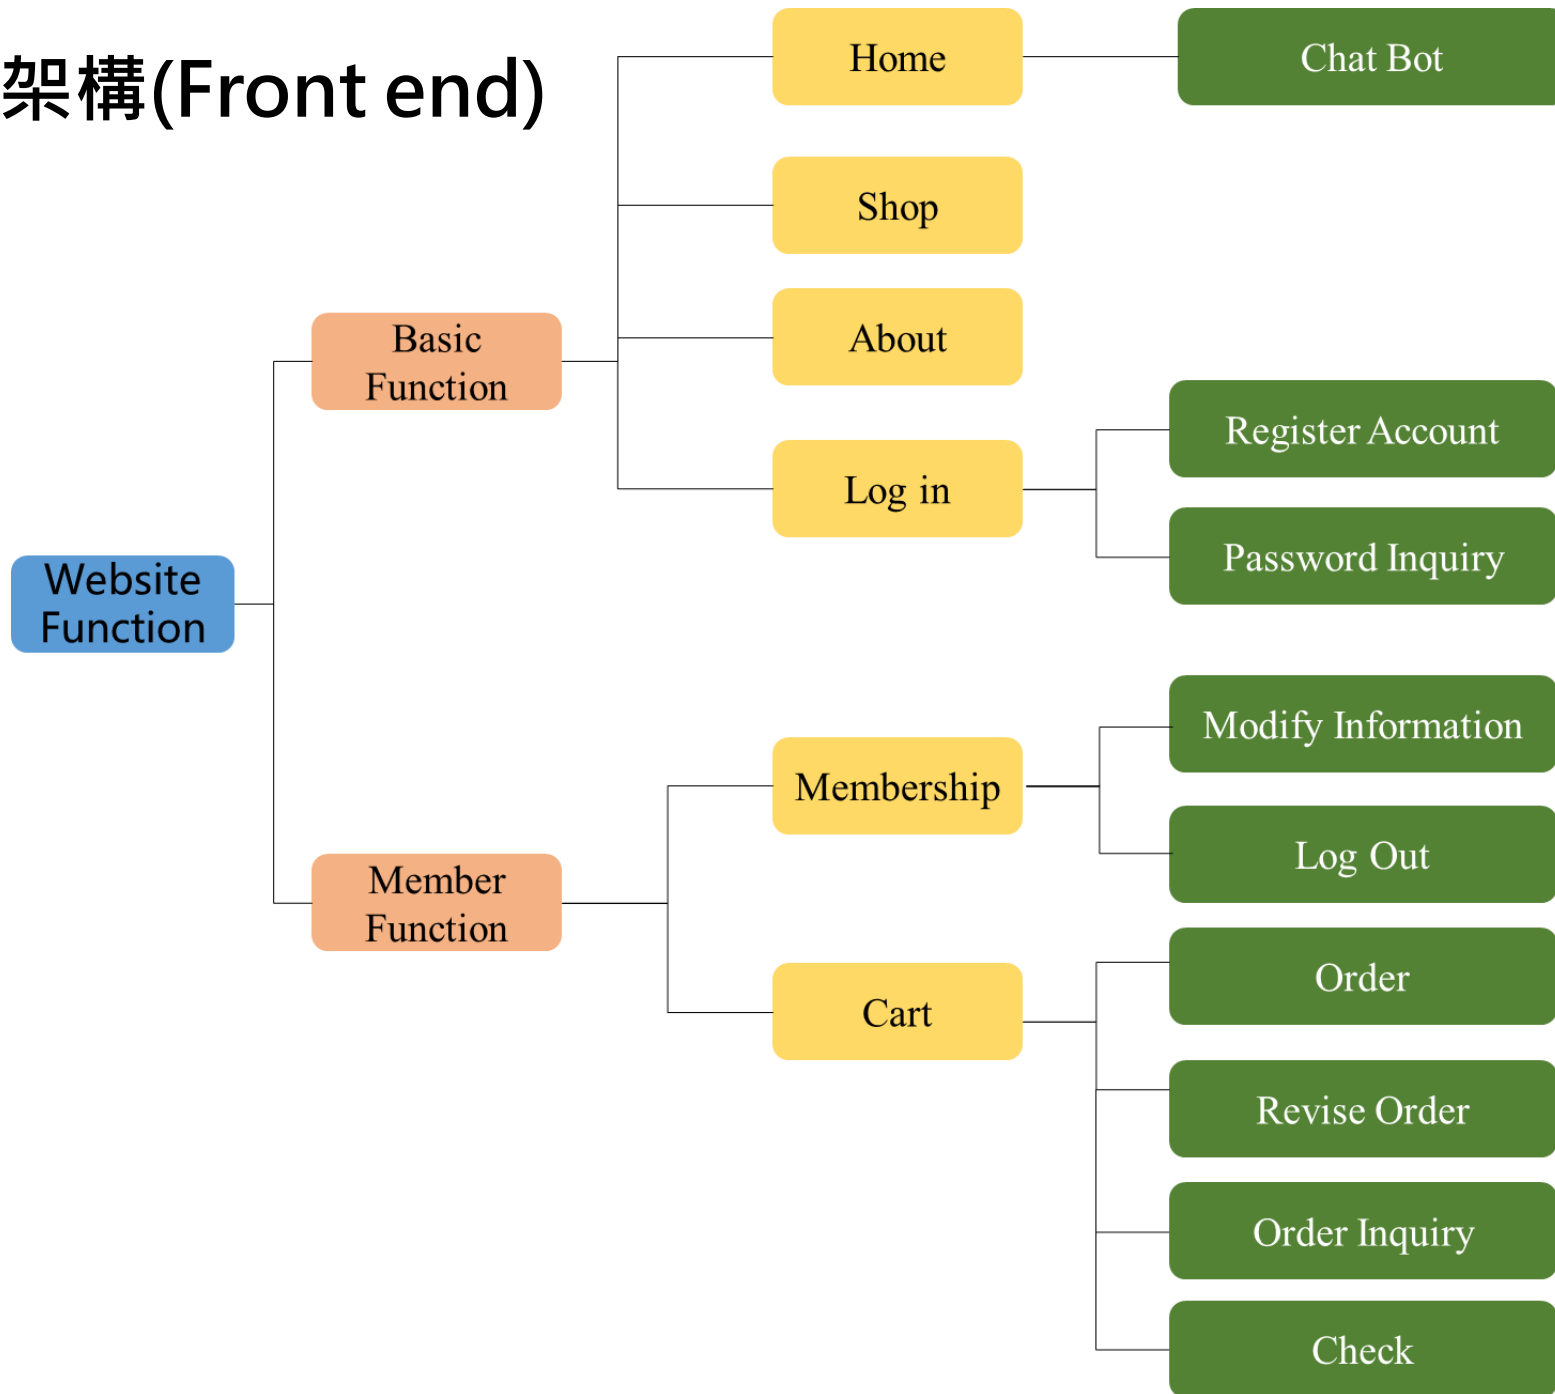 架構(Front end)
Home
Chat Bot
Shop
About
Basic
Function
Log in
Register Account
Password Inquiry
Website
Function
Member
Function
Membership
Modify Information
Log Out
Cart
Order
Revise Order
Order Inquiry
Check